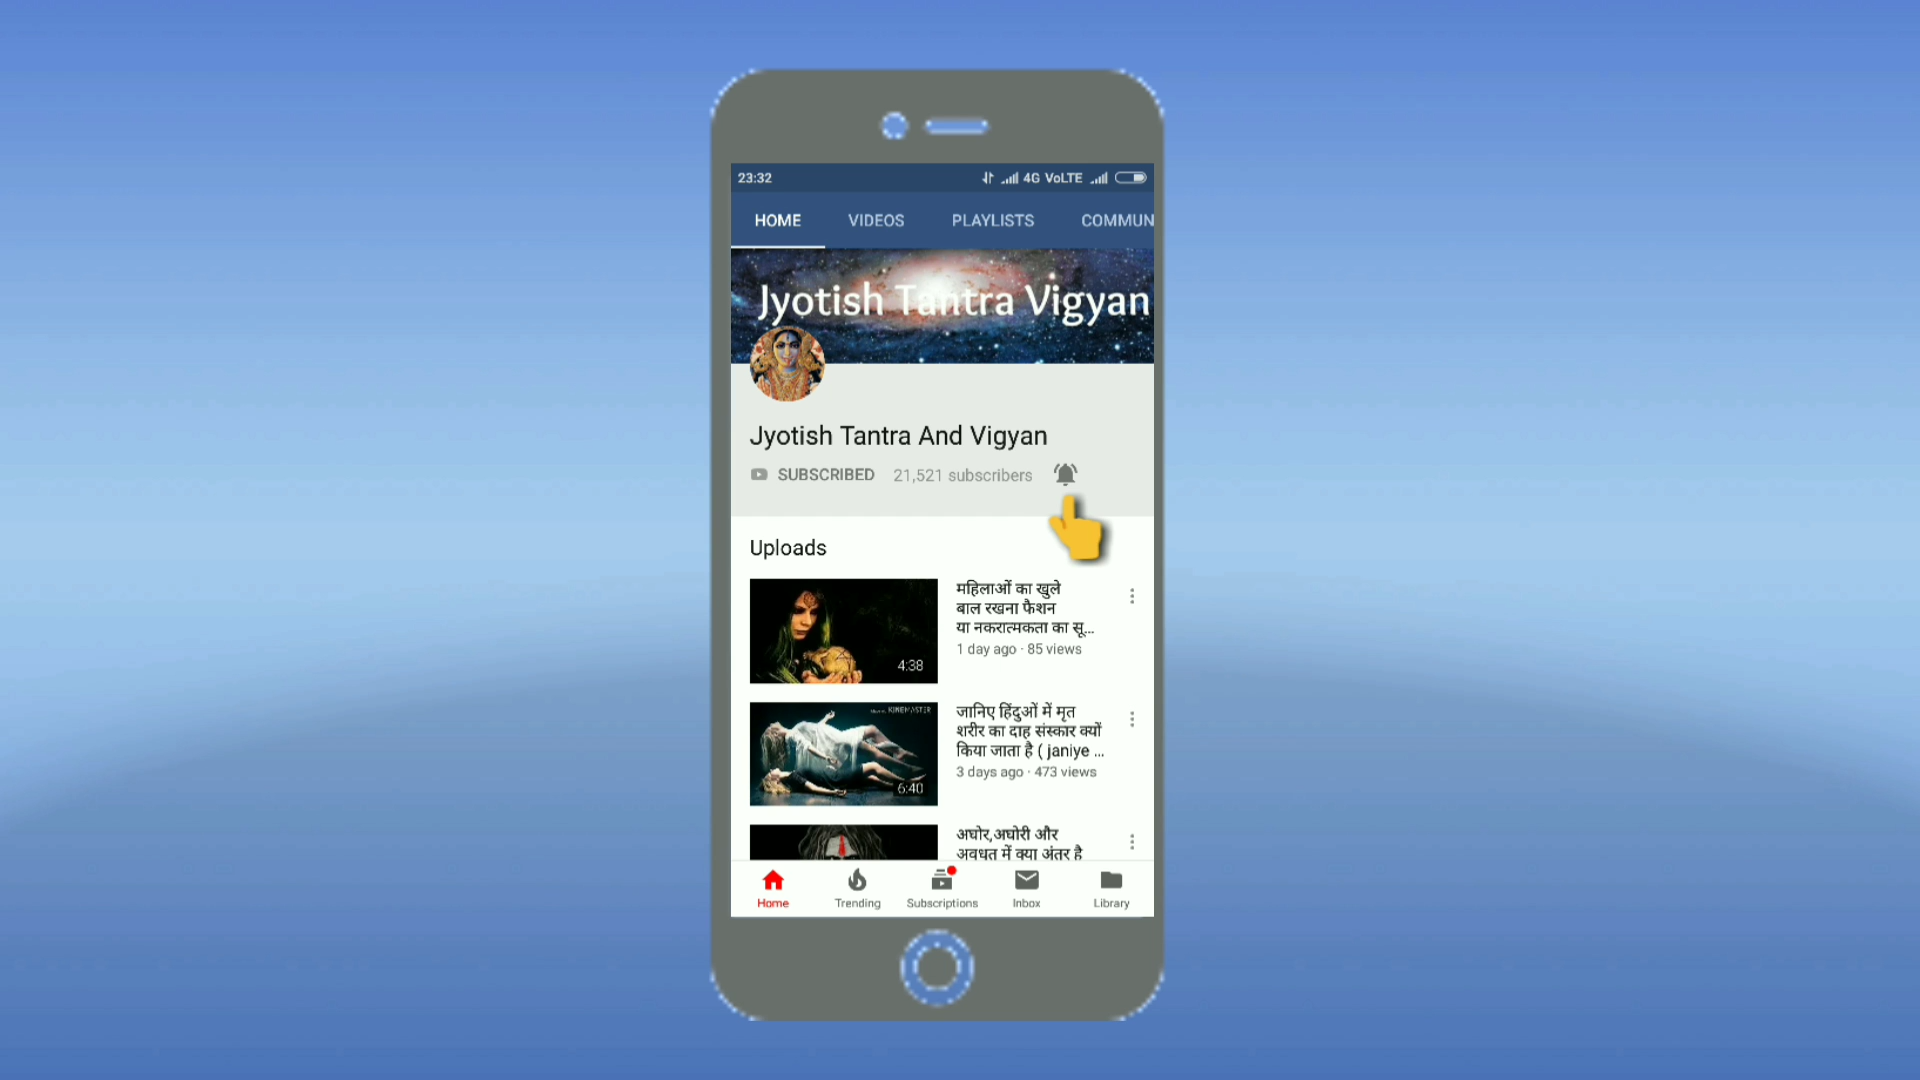 23:32
4G VoLTE
HOME VIDEOS PLAYLISTS COMMUN
Jyotish Tantra Vigyan
Jyotish Tantra And Vigyan
SUBSCRIBED 21,521 subscribers
Uploads
महिलाओं का खुले
बाल रखना फैशन
या नकरात्मकता का सू...
1 day ago · 85 views
4:38
KINEMASTER
जानिए हिंदुओं में मृत
शरीर का दाह संस्कार क्यों
किया जाता है ( janiye ...
3 days ago · 473 views
6:40
अघोर,अघोरी और
अवधूत में क्या अंतर है
Home Trending Subscriptions Inbox Library